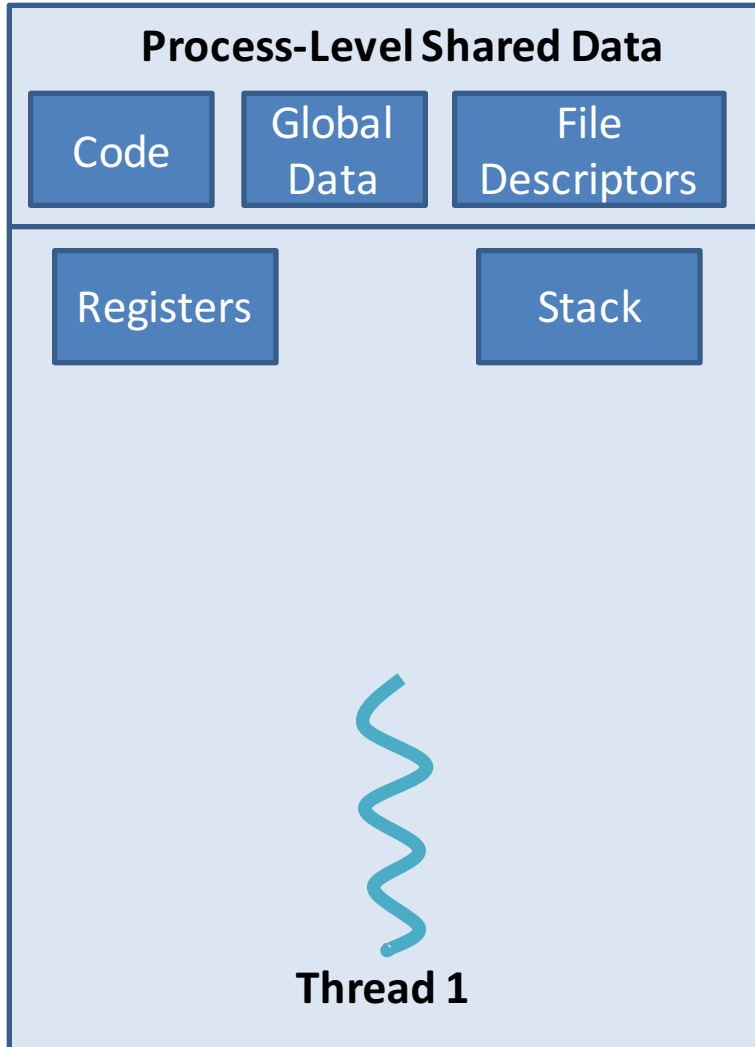 Process-Level Shared Data
Code
Global
Data
File
Descriptors
Registers
Stack
Thread 1